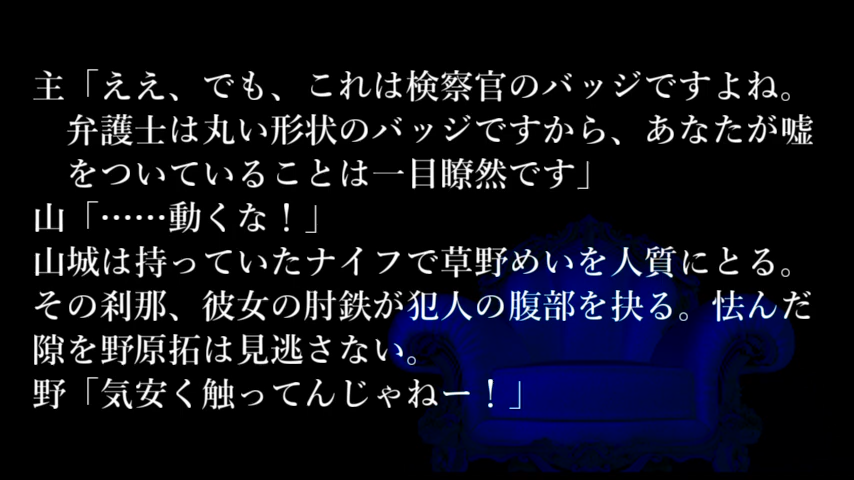 主「ええ、でも、これは検察官のバッジですよね。
弁護士は丸い形状のバッジですから、あなたが嘘
をついていることは一目瞭然です」
山「……動くな！」
山城は持っていたナイフで草野めいを人質にとる。
その刹那、彼女の肘鉄が犯人の腹部を抉る。怯んだ
隙を野原拓は見逃さない。
野「気安く触ってんじゃねー！」